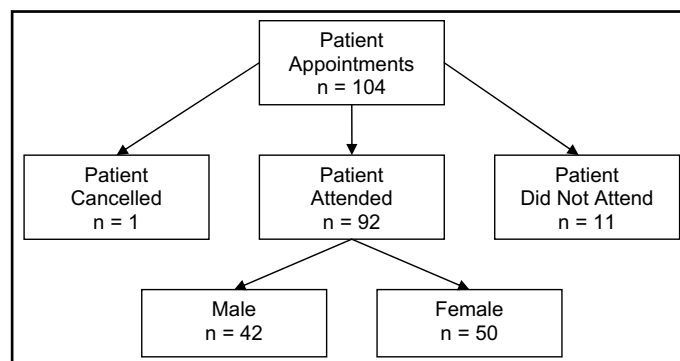 Patient
Appointments
n = 104
Patient
Cancelled
n = 1
Patient
Attended
n = 92
Patient
Did Not Attend
n = 11
Male
n = 42
Female
n = 50